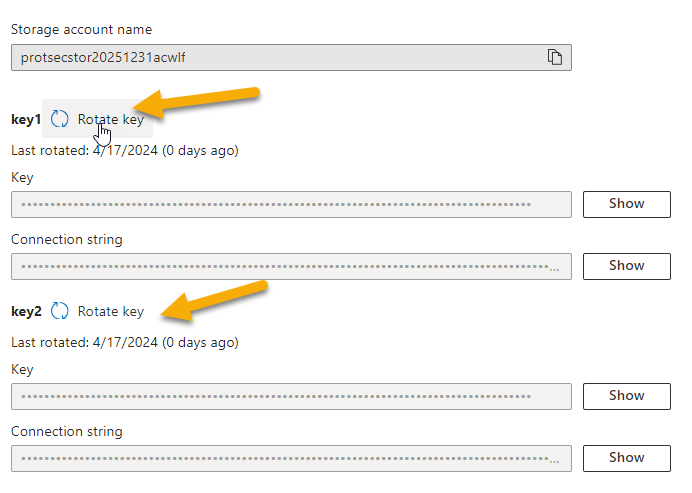 Storage account name
protsecstor20251231acwlf
key1 Rotate key
Last rotated: 4/17/2024 (0 days ago)
Key
••••••••••••••••••••••••••••••••••••••••••••••••••••••••••••••••••••••••••••••••••••••• Show
Connection string
•••••••••••••••••••••••••••••••••••••••••••••••••••••••••••••••••••••••••••••••••••••••••••... Show
key2 Rotate key
Last rotated: 4/17/2024 (0 days ago)
Key
••••••••••••••••••••••••••••••••••••••••••••••••••••••••••••••••••••••••••••••••••••••• Show
Connection string
•••••••••••••••••••••••••••••••••••••••••••••••••••••••••••••••••••••••••••••••••••••••••••... Show